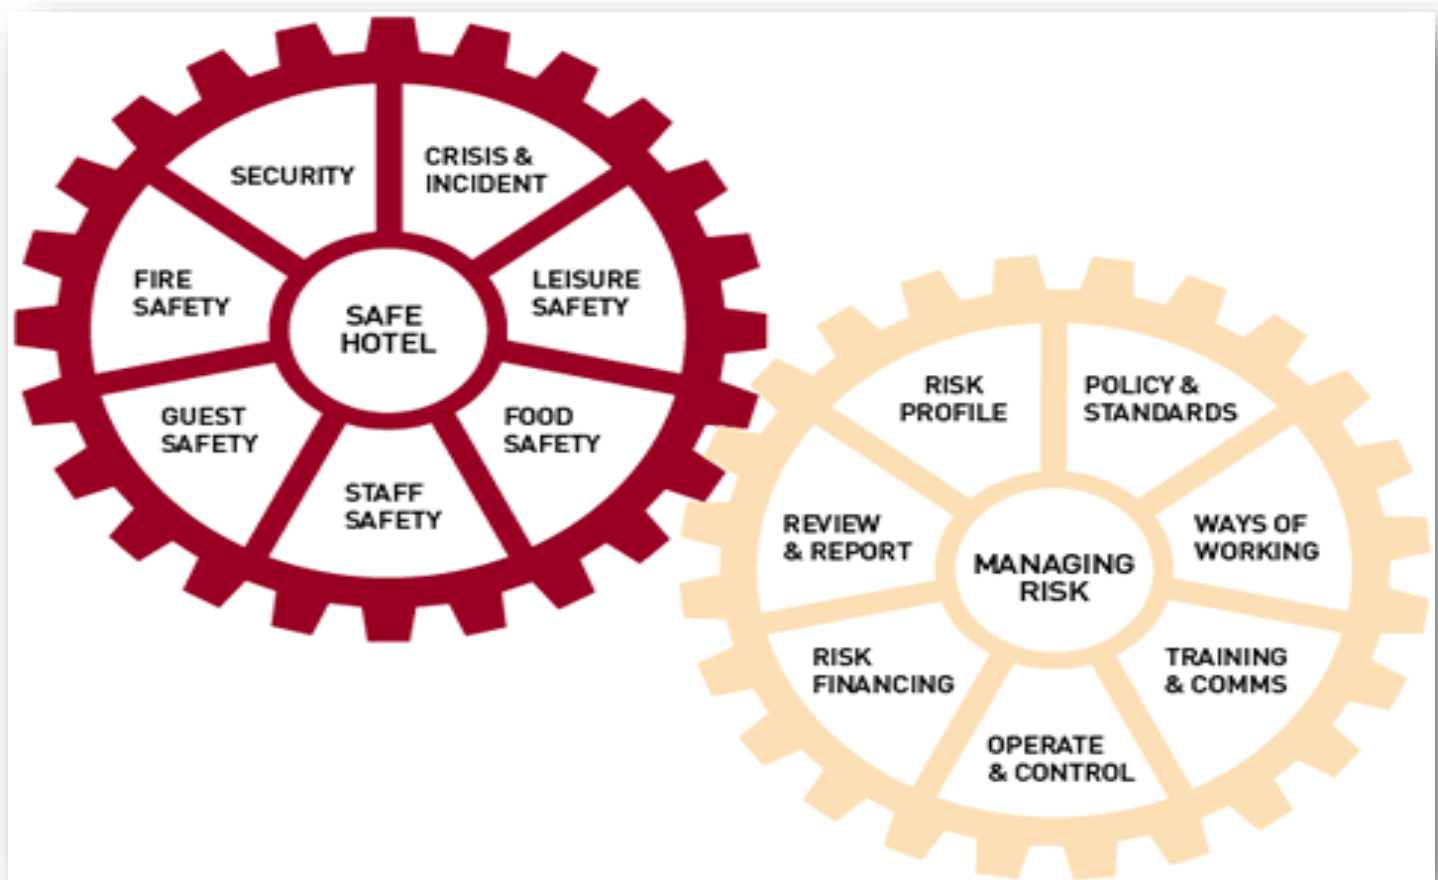 SECURITY
CRISIS &
INCIDENT
FIRE
SAFETY
SAFE
HOTEL
LEISURE
SAFETY
GUEST
SAFETY
FOOD
SAFETY
STAFF
SAFETY
RISK
PROFILE
POLICY &
STANDARDS
REVIEW
& REPORT
MANAGING
RISK
WAYS OF
WORKING
RISK
FINANCING
TRAINING
& COMMS
OPERATE
& CONTROL